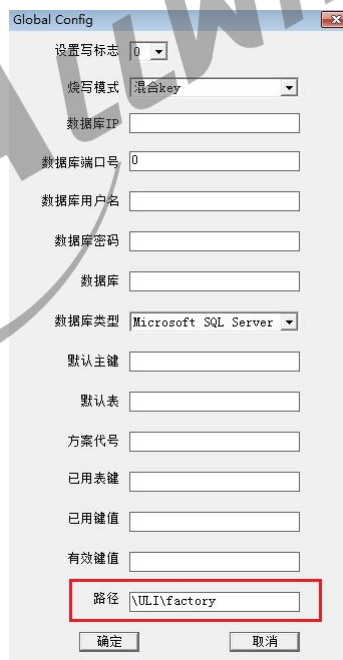 Global Config
设置写标志 0
烧写模式 混合key
数据库IP
数据库端口号 0
数据库用户名
数据库密码
数据库
数据库类型 Microsoft SQL Server
默认主键
默认表
方案代号
已用表键
已用键值
有效键值
路径 \ULI\factory
确定 取消